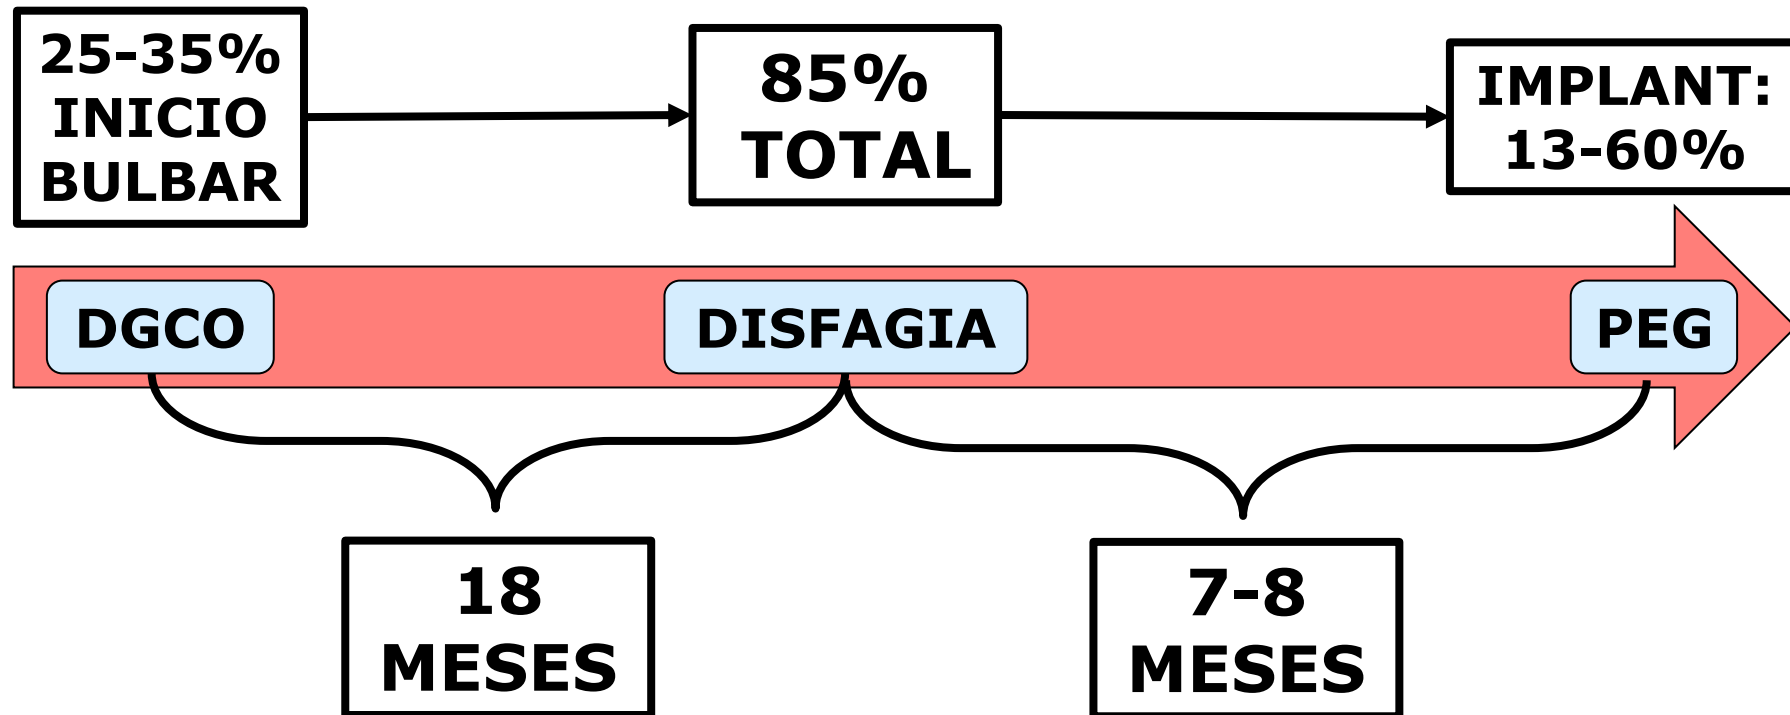 25-35%
INICIO
BULBAR
85%
TOTAL
IMPLANT:
13-60%
DGCO
DISFAGIA
PEG
18
MESES
7-8
MESES